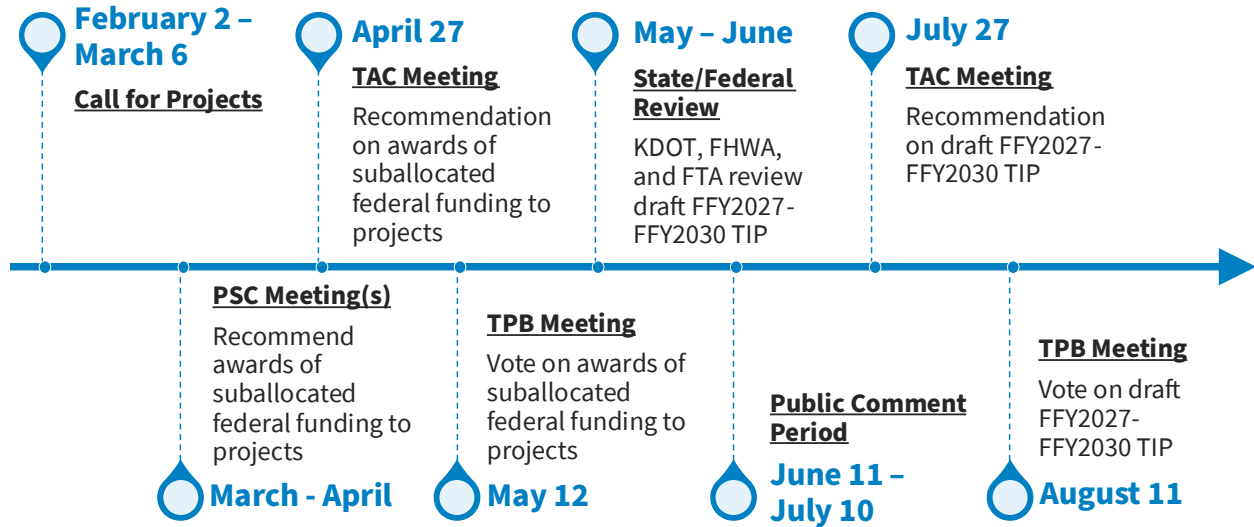 February 2 –
March 6
Call for Projects
April 27
TAC Meeting
Recommendation
on awards of
suballocated
federal funding to
projects
May – June
State/Federal
Review
KDOT, FHWA,
and FTA review
draft FFY2027-
FFY2030 TIP
July 27
TAC Meeting
Recommendation
on draft FFY2027-
FFY2030 TIP
PSC Meeting(s)
Recommend
awards of
suballocated
federal funding to
projects
March - April
TPB Meeting
Vote on awards of
suballocated
federal funding to
projects
May 12
Public Comment
Period
June 11 –
July 10
TPB Meeting
Vote on draft
FFY2027-
FFY2030 TIP
August 11